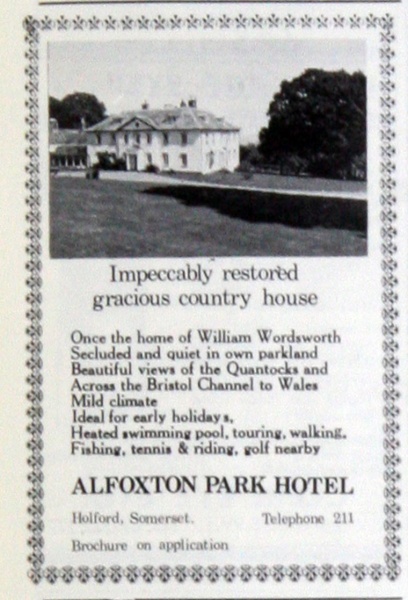 Impeccably restored
gracious country house
Once the home of William Wordsworth
Secluded and quiet in own parkland
Beautiful views of the Quantocks and
Across the Bristol Channel to Wales
Mild climate
Ideal for early holidays,
Heated swimming pool, touring, walking.
Fishing, tennis & riding, golf nearby
ALFOXTON PARK HOTEL
Holford, Somerset. Telephone 211
Brochure on application